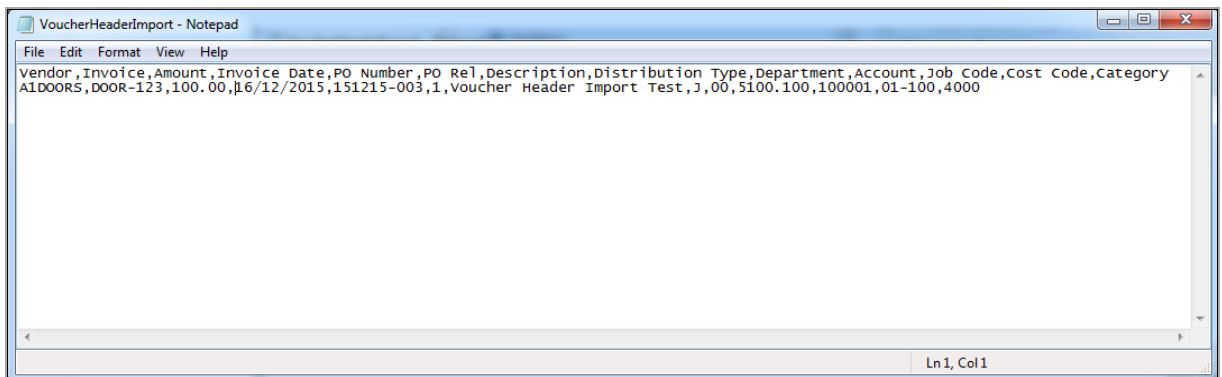 VoucherHeaderImport - Notepad
File Edit Format View Help
Vendor,Invoice,Amount,Invoice Date,PO Number,PO Rel,Description,Distribution Type,Department,Account,Job Code,Cost Code,Category
A1DOORS,DOOR-123,100.00,16/12/2015,151215-003,1,Voucher Header Import Test,J,00,5100.100,100001,01-100,4000
Ln 1, Col 1